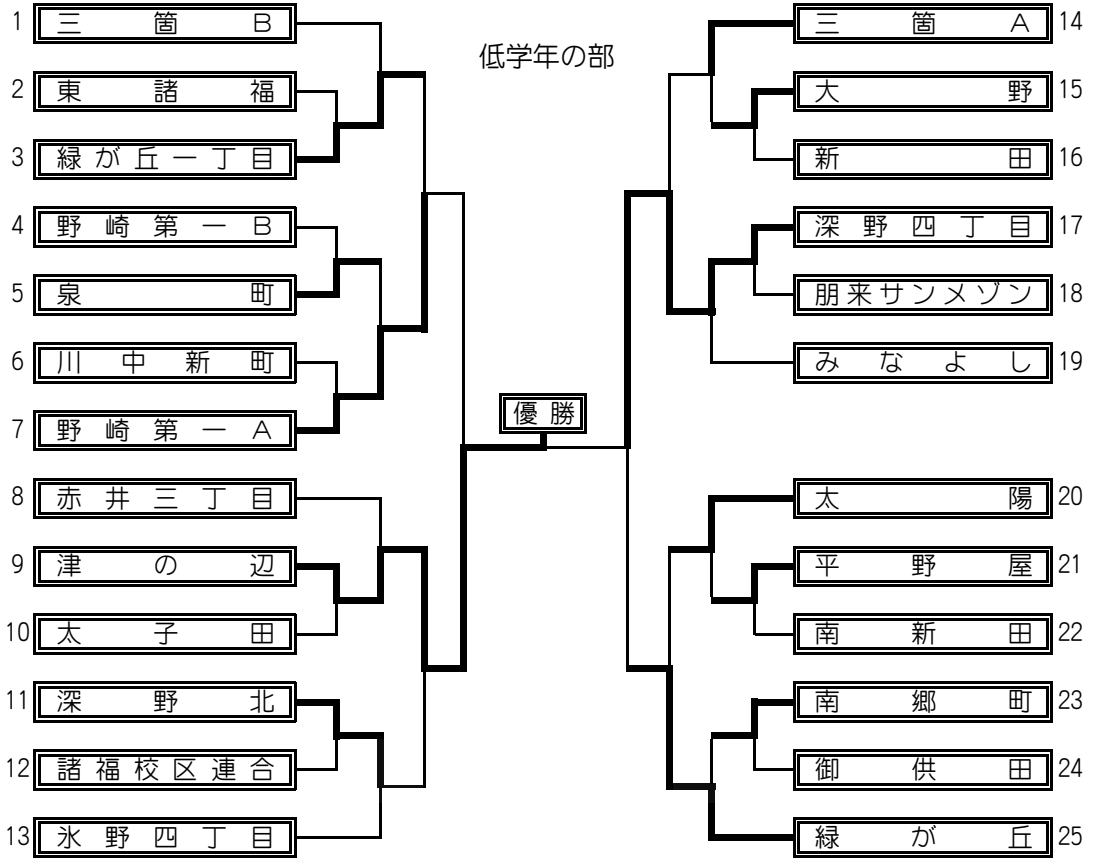 低学年の部
1 三箇B
2 東諸福
3 緑が丘一丁目
4 野崎第一B
5 泉町
6 川中新町
7 野崎第一A
8 赤井三丁目
9 津の辺
10 太子田
11 深野北
12 諸福校区連合
13 氷野四丁目
優勝
三箇A 14
大野 15
新田 16
深野四丁目 17
朋来サンメゾン 18
みなよし 19
太陽 20
平野屋 21
南新田 22
南郷町 23
御供田 24
緑が丘 25